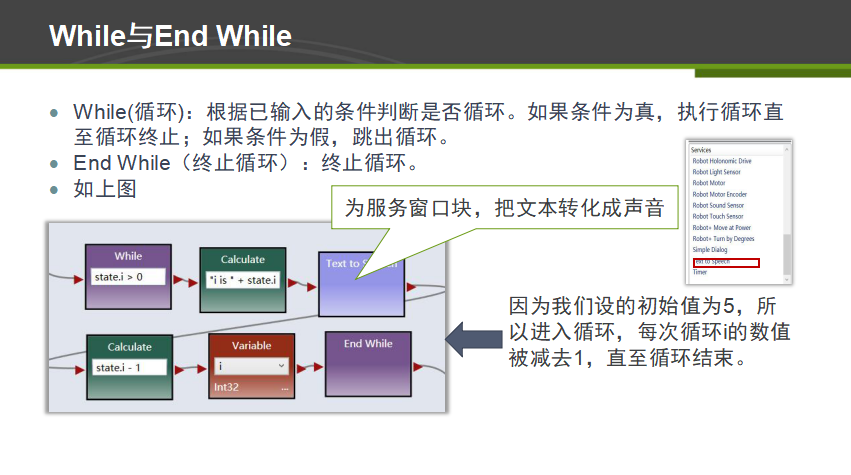 While与End While
While(循环)：根据已输入的条件判断是否循环。如果条件为真，执行循环直
至循环终止；如果条件为假，跳出循环。
End While（终止循环）：终止循环。
如上图
为服务窗口块，把文本转化成声音
Services
Robot Holonomic Drive
Robot Light Sensor
Robot Motor
Robot Motor Encoder
Robot Sound Sensor
Robot Touch Sensor
Robot+ Move at Power
Robot+ Turn by Degrees
Simple Dialog
Text to Speech
Timer
While
state.i > 0
Calculate
"i is " + state.i
Text to Speech
Calculate
state.i - 1
Variable
i
Int32
...
End While
因为我们设的初始值为5，所
以进入循环，每次循环i的数值
被减去1，直至循环结束。